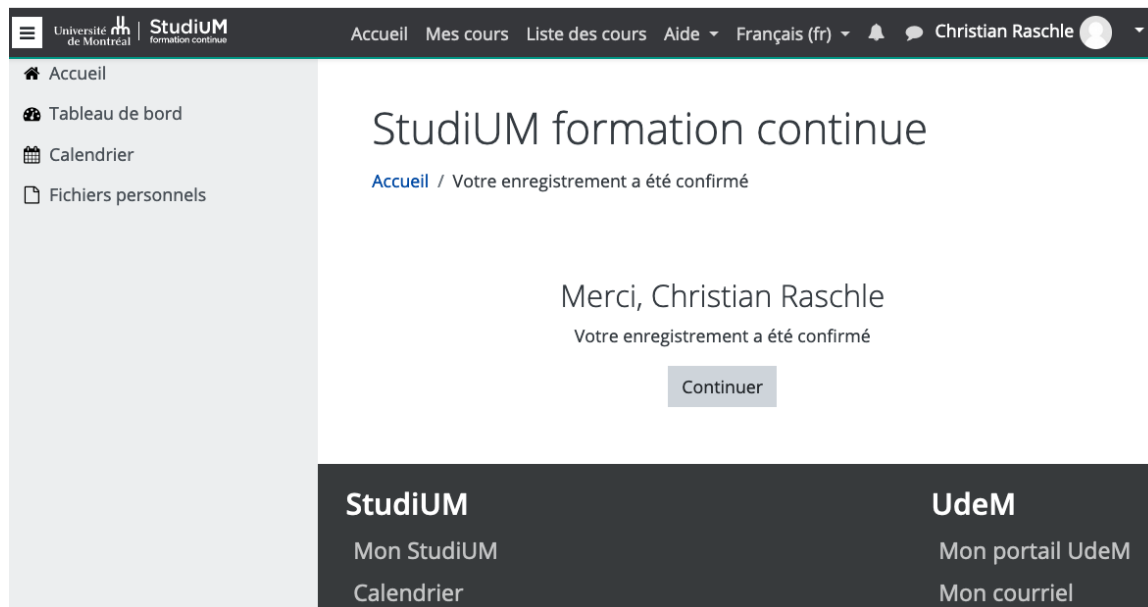 Université de Montréal | StudiUM formation continue
Accueil Mes cours Liste des cours Aide Français (fr) Christian Raschle
Accueil
Tableau de bord
Calendrier
Fichiers personnels
StudiUM formation continue
Accueil / Votre enregistrement a été confirmé
Merci, Christian Raschle
Votre enregistrement a été confirmé
Continuer
StudiUM
Mon StudiUM
Calendrier
UdeM
Mon portail UdeM
Mon courriel